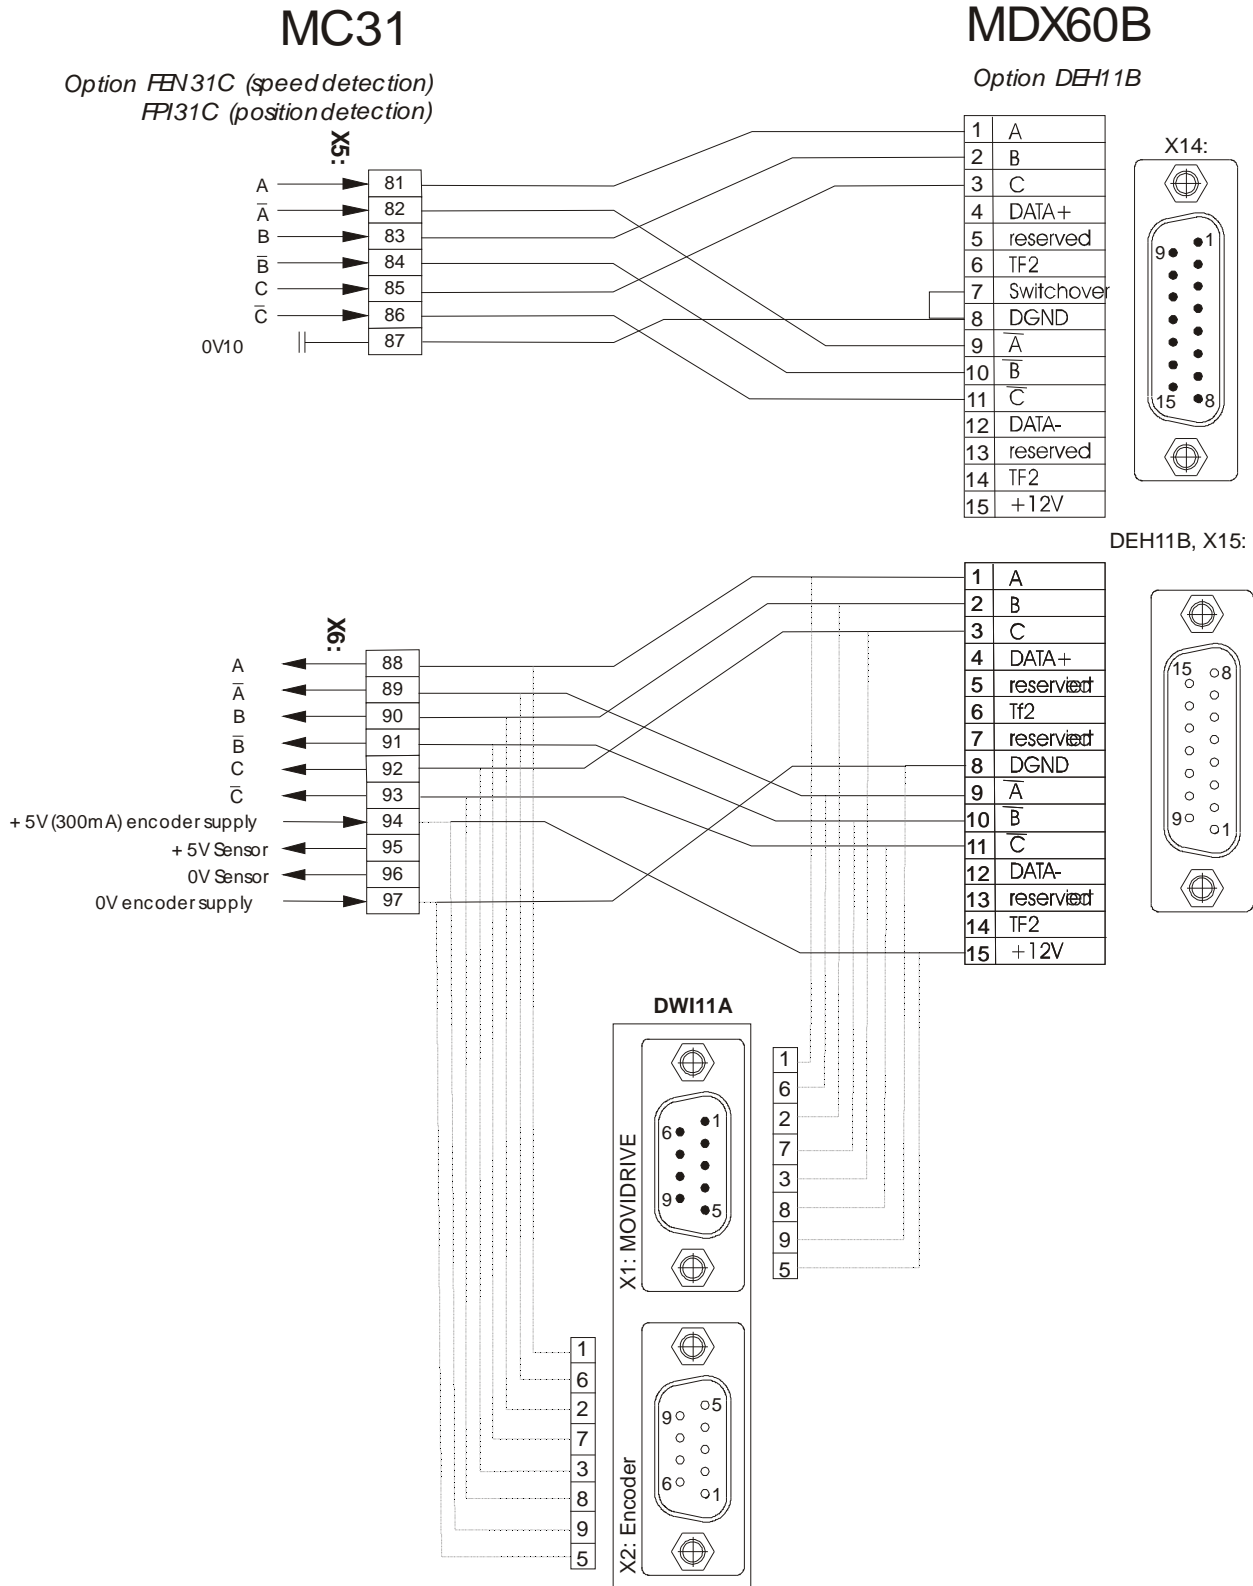 MC31
MDX60B
Option FEN31C (speed detection)
FPI31C (position detection)
Option DEH11B
X5:
A 81
A̅ 82
B 83
B̅ 84
C 85
C̅ 86
0V10 87
1 A
2 B
3 C
4 DATA+
5 reserved
6 TF2
7 Switchover
8 DGND
9 A̅
10 B̅
11 C̅
12 DATA-
13 reserved
14 TF2
15 +12V
X14:
9 1
15 8
DEH11B, X15:
X6:
A 88
A̅ 89
B 90
B̅ 91
C 92
C̅ 93
+5V (300mA) encoder supply 94
+5V Sensor 95
0V Sensor 96
0V encoder supply 97
1 A
2 B
3 C
4 DATA+
5
6 Tf2
7
8 DGND
9 A̅
10 B̅
11 C̅
12 DATA-
13
14 TF2
15 +12V
15 8
9 1
DWI11A
X1: MOVIDRIVE
6 1
9 5
1
6
2
7
3
8
9
5
1
6
2
7
3
8
9
5
X2: Encoder
9 5
6 1